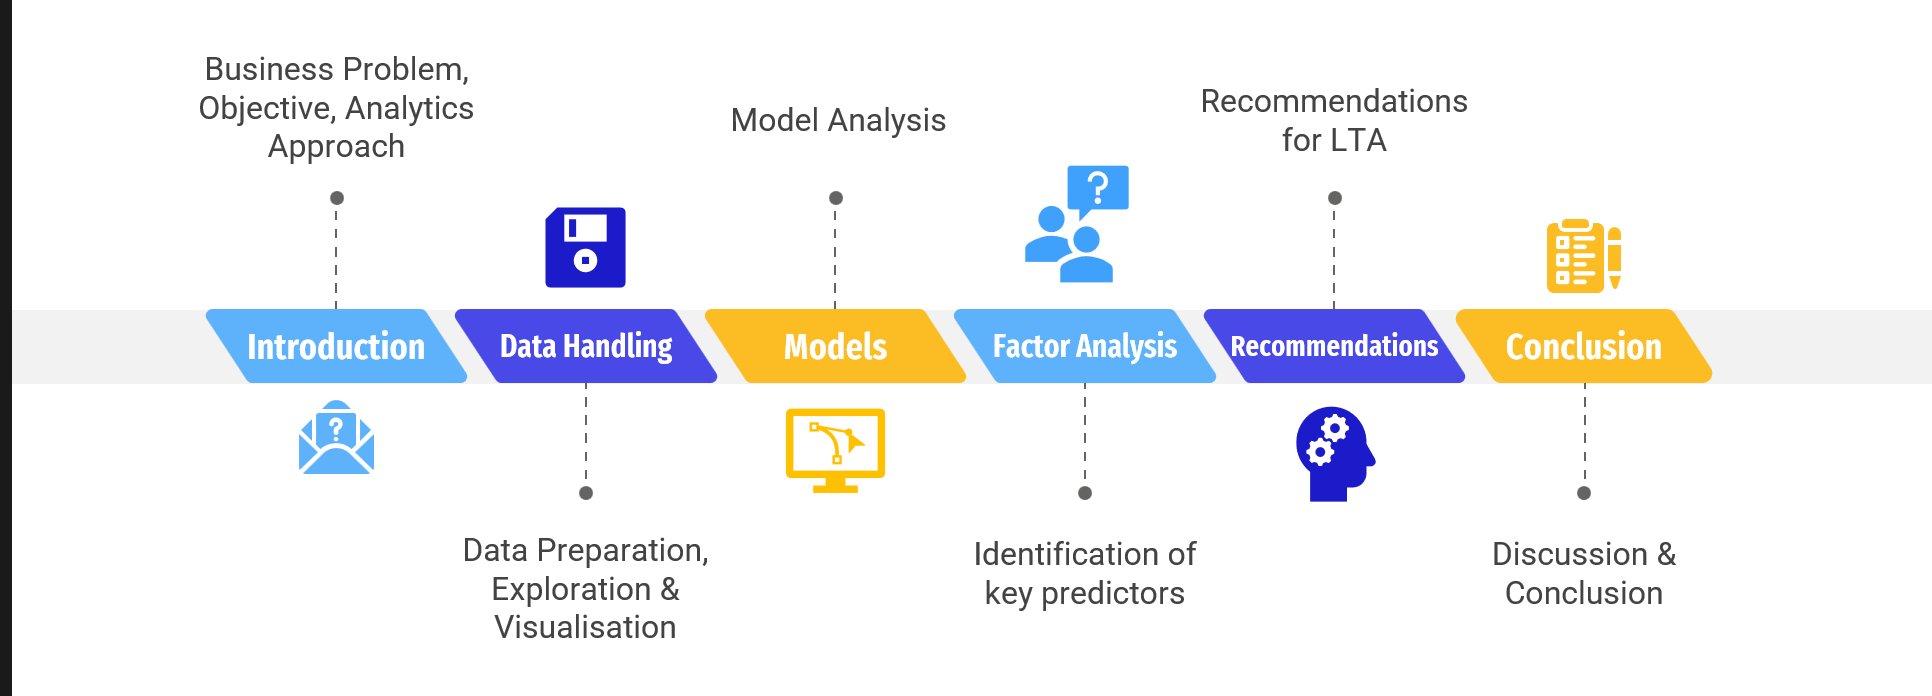 Business Problem,
Objective, Analytics
Approach
Model Analysis
Recommendations
for LTA
?
Introduction
Data Handling
Models
Factor Analysis
Recommendations
Conclusion
?
Data Preparation,
Exploration &
Visualisation
Identification of
key predictors
Discussion &
Conclusion